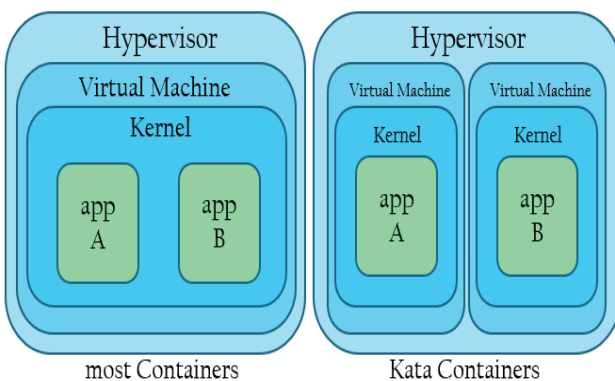 Hypervisor
Virtual Machine
Kernel
app
A
app
B
most Containers
Hypervisor
Virtual Machine
Kernel
app
A
Virtual Machine
Kernel
app
B
Kata Containers